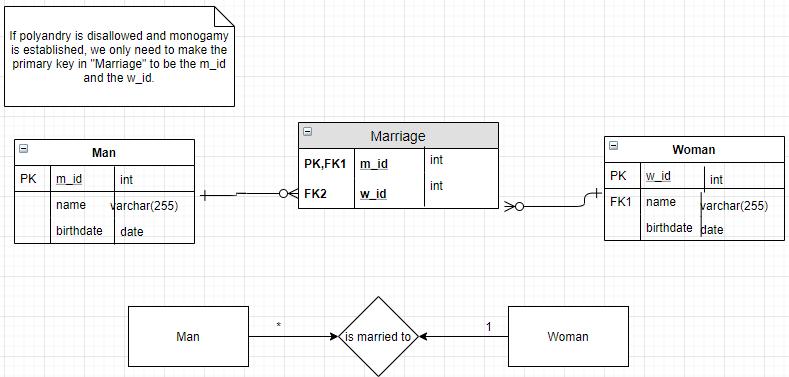 If polyandry is disallowed and monogamy
is established, we only need to make the
primary key in "Marriage" to be the m_id
and the w_id.
Man
PK m_id int
name varchar(255)
birthdate date
Marriage
PK,FK1 m_id int
FK2 w_id int
Woman
PK w_id int
FK1 name varchar(255)
birthdate date
Man
*
is married to
1
Woman